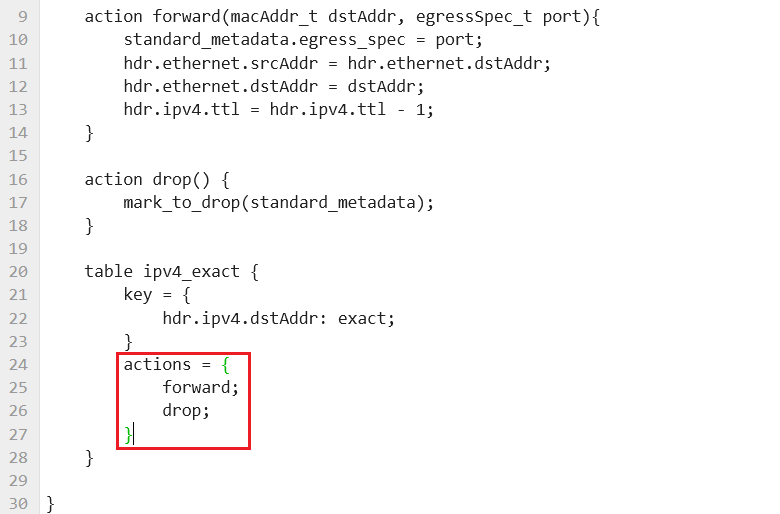 9     action forward(macAddr_t dstAddr, egressSpec_t port){
10         standard_metadata.egress_spec = port;
11         hdr.ethernet.srcAddr = hdr.ethernet.dstAddr;
12         hdr.ethernet.dstAddr = dstAddr;
13         hdr.ipv4.ttl = hdr.ipv4.ttl - 1;
14     }
15
16     action drop() {
17         mark_to_drop(standard_metadata);
18     }
19
20     table ipv4_exact {
21         key = {
22             hdr.ipv4.dstAddr: exact;
23         }
24         actions = {
25             forward;
26             drop;
27         }
28     }
29
30 }